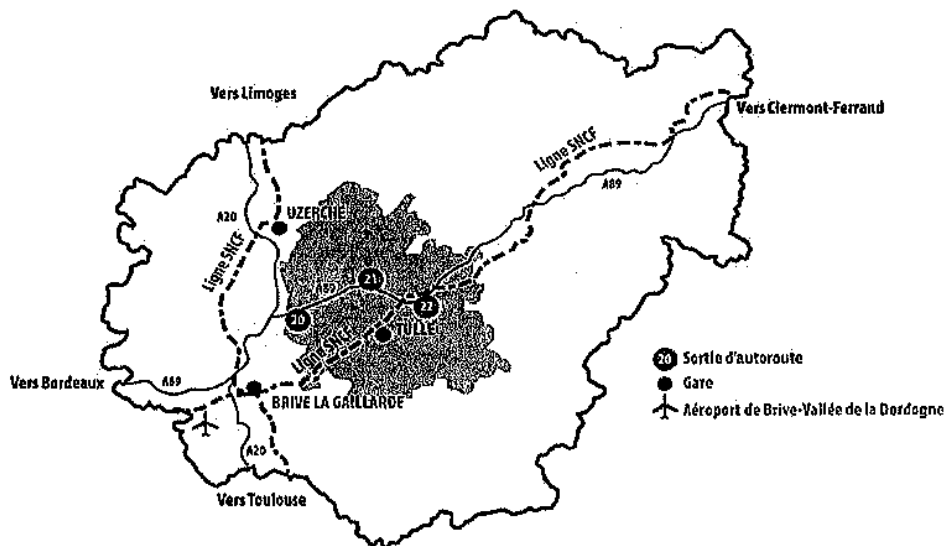 Vers Limoges
Vers Clermont-Ferrand
Ligne SNCF
A89
A20
UZERCHE
Ligne SNCF
A89
21
20
22
TULLE
Ligne SNCF
20 Sortie d'autoroute
Vers Bordeaux
A89
Gare
BRIVE LA GAILLARDE
Aéroport de Brive-Vallée de la Dordogne
A20
Vers Toulouse